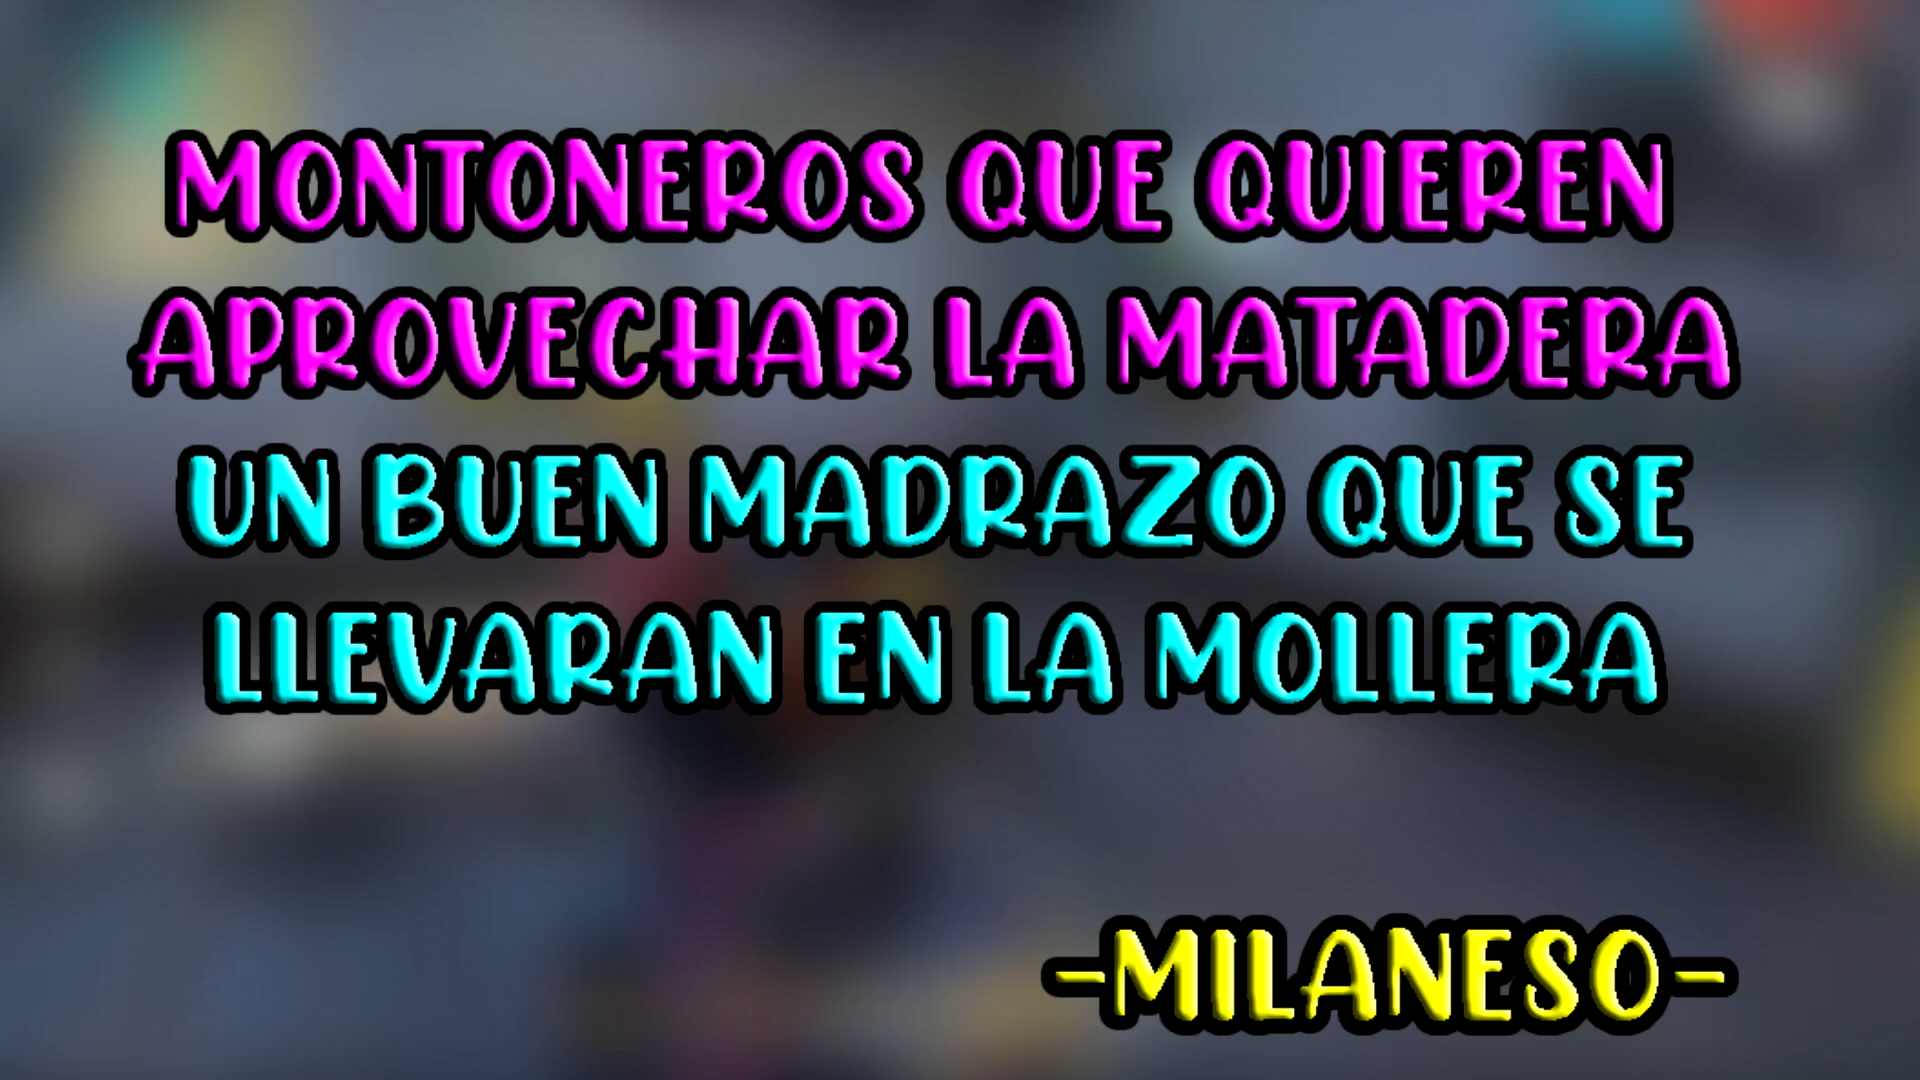 MONTONEROS QUE QUIEREN
APROVECHAR LA MATADERA
UN BUEN MADRAZO QUE SE
LLEVARAN EN LA MOLLERA
-MILANESO-